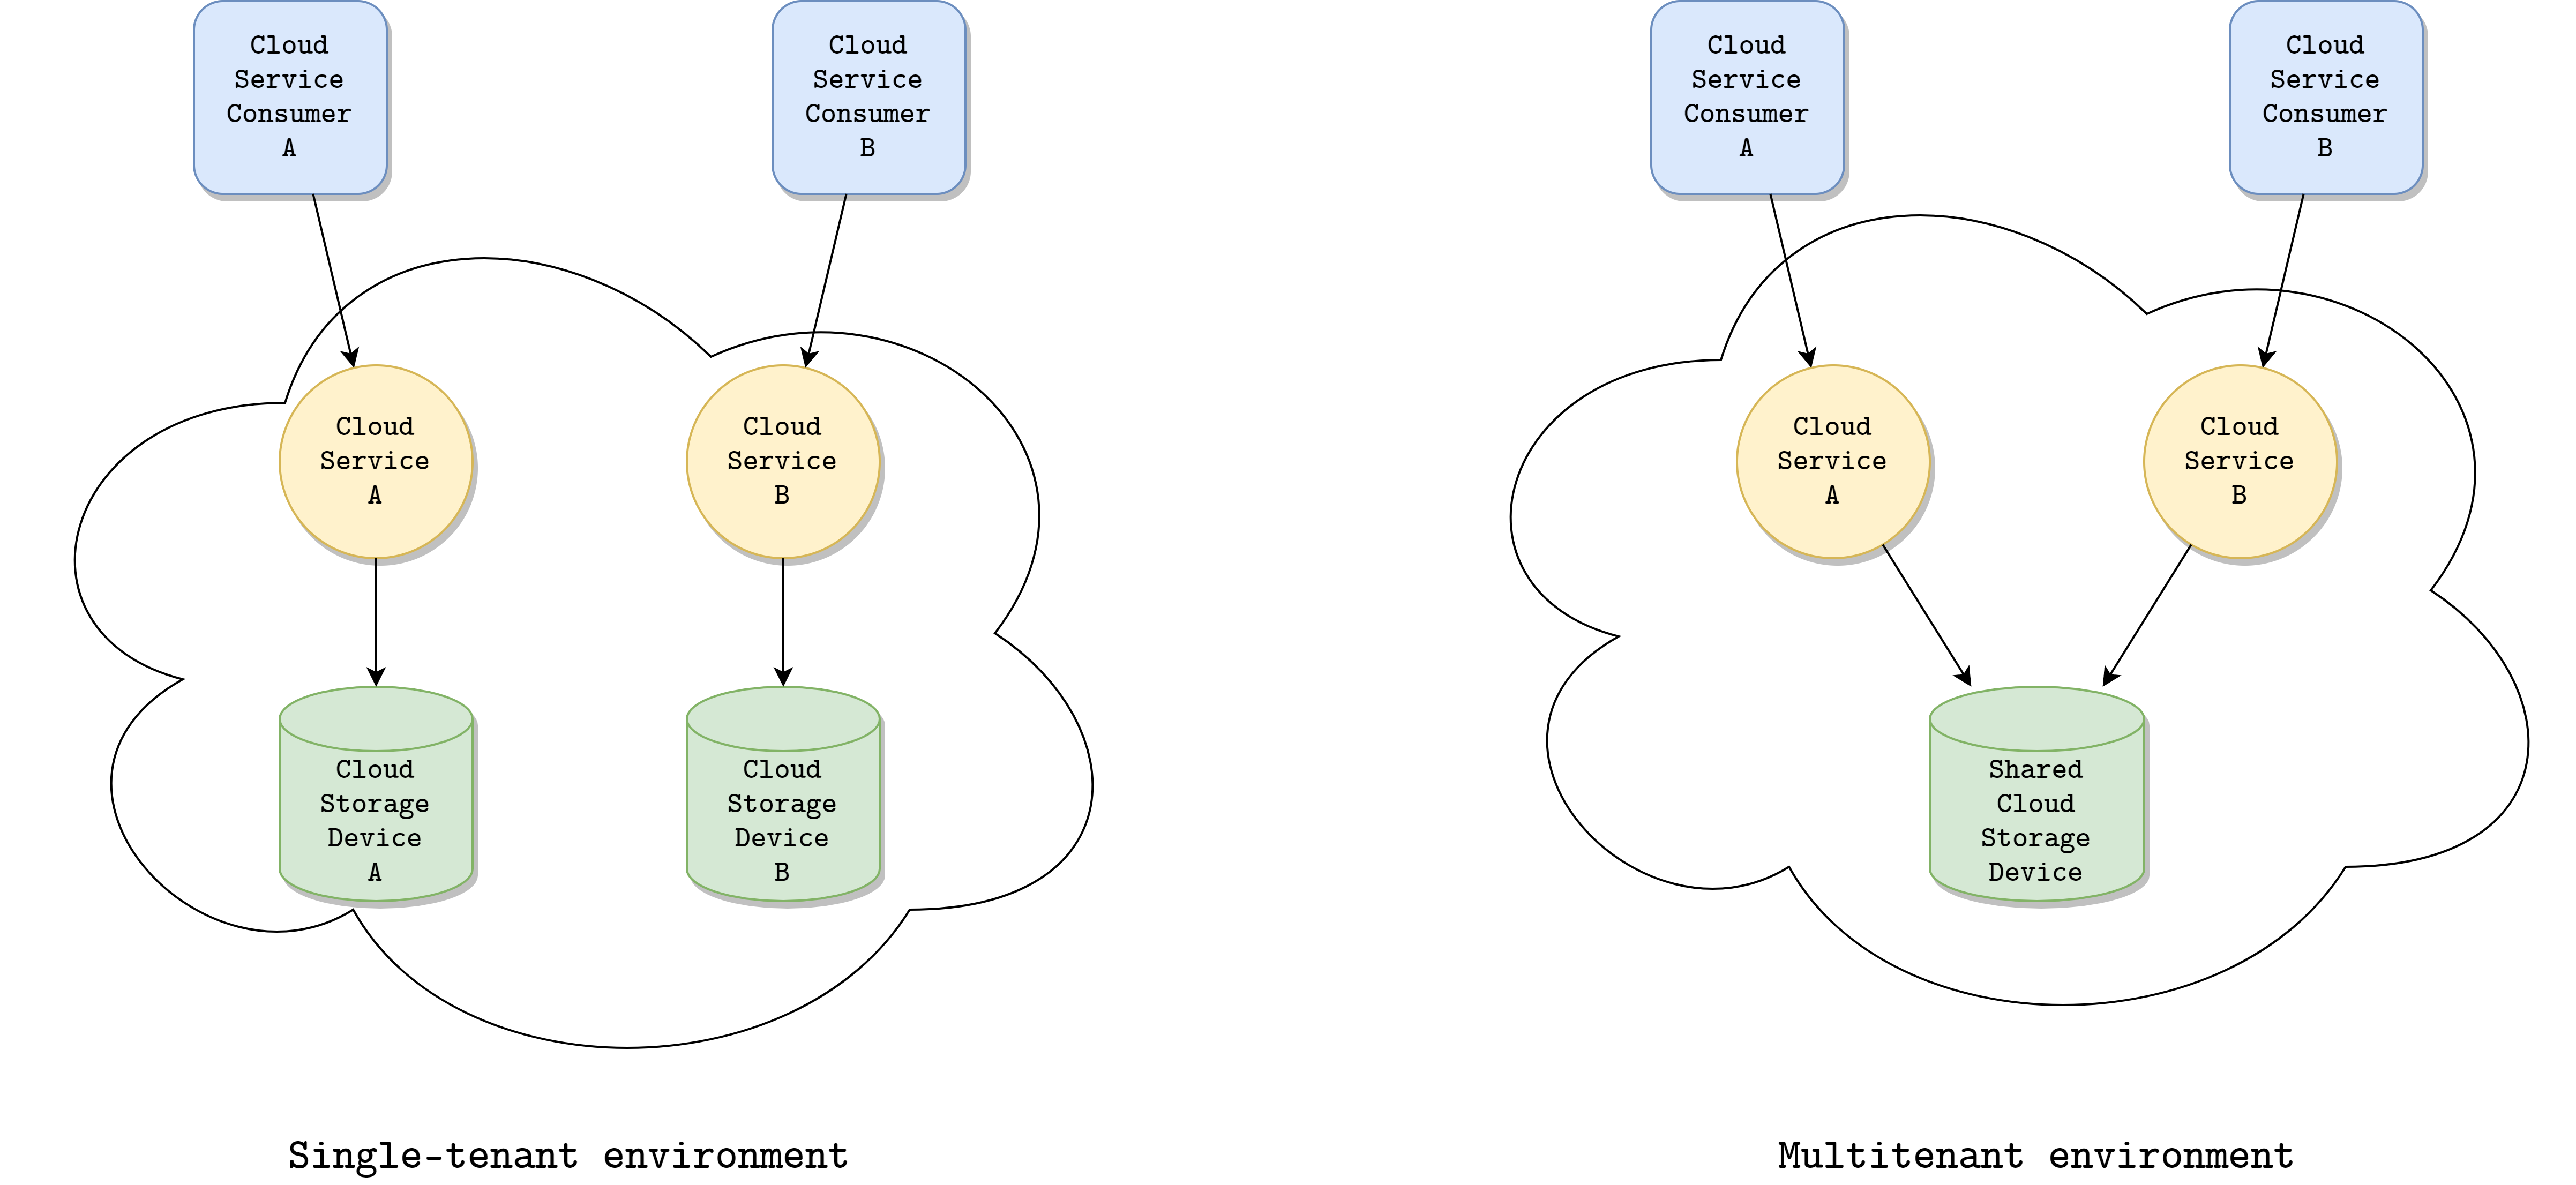 Cloud
Service
Consumer
A
Cloud
Service
Consumer
B
Cloud
Service
A
Cloud
Service
B
Cloud
Storage
Device
A
Cloud
Storage
Device
B
Single-tenant environment
Cloud
Service
Consumer
A
Cloud
Service
Consumer
B
Cloud
Service
A
Cloud
Service
B
Shared
Cloud
Storage
Device
Multitenant environment